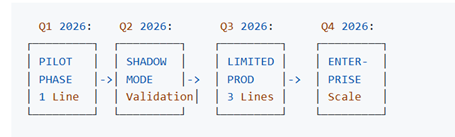 Q1 2026: Q2 2026: Q3 2026: Q4 2026:
PILOT SHADOW LIMITED ENTER-
PHASE |->| MODE |-> PROD |-> PRISE
1 Line Validation| 3 Lines Scale